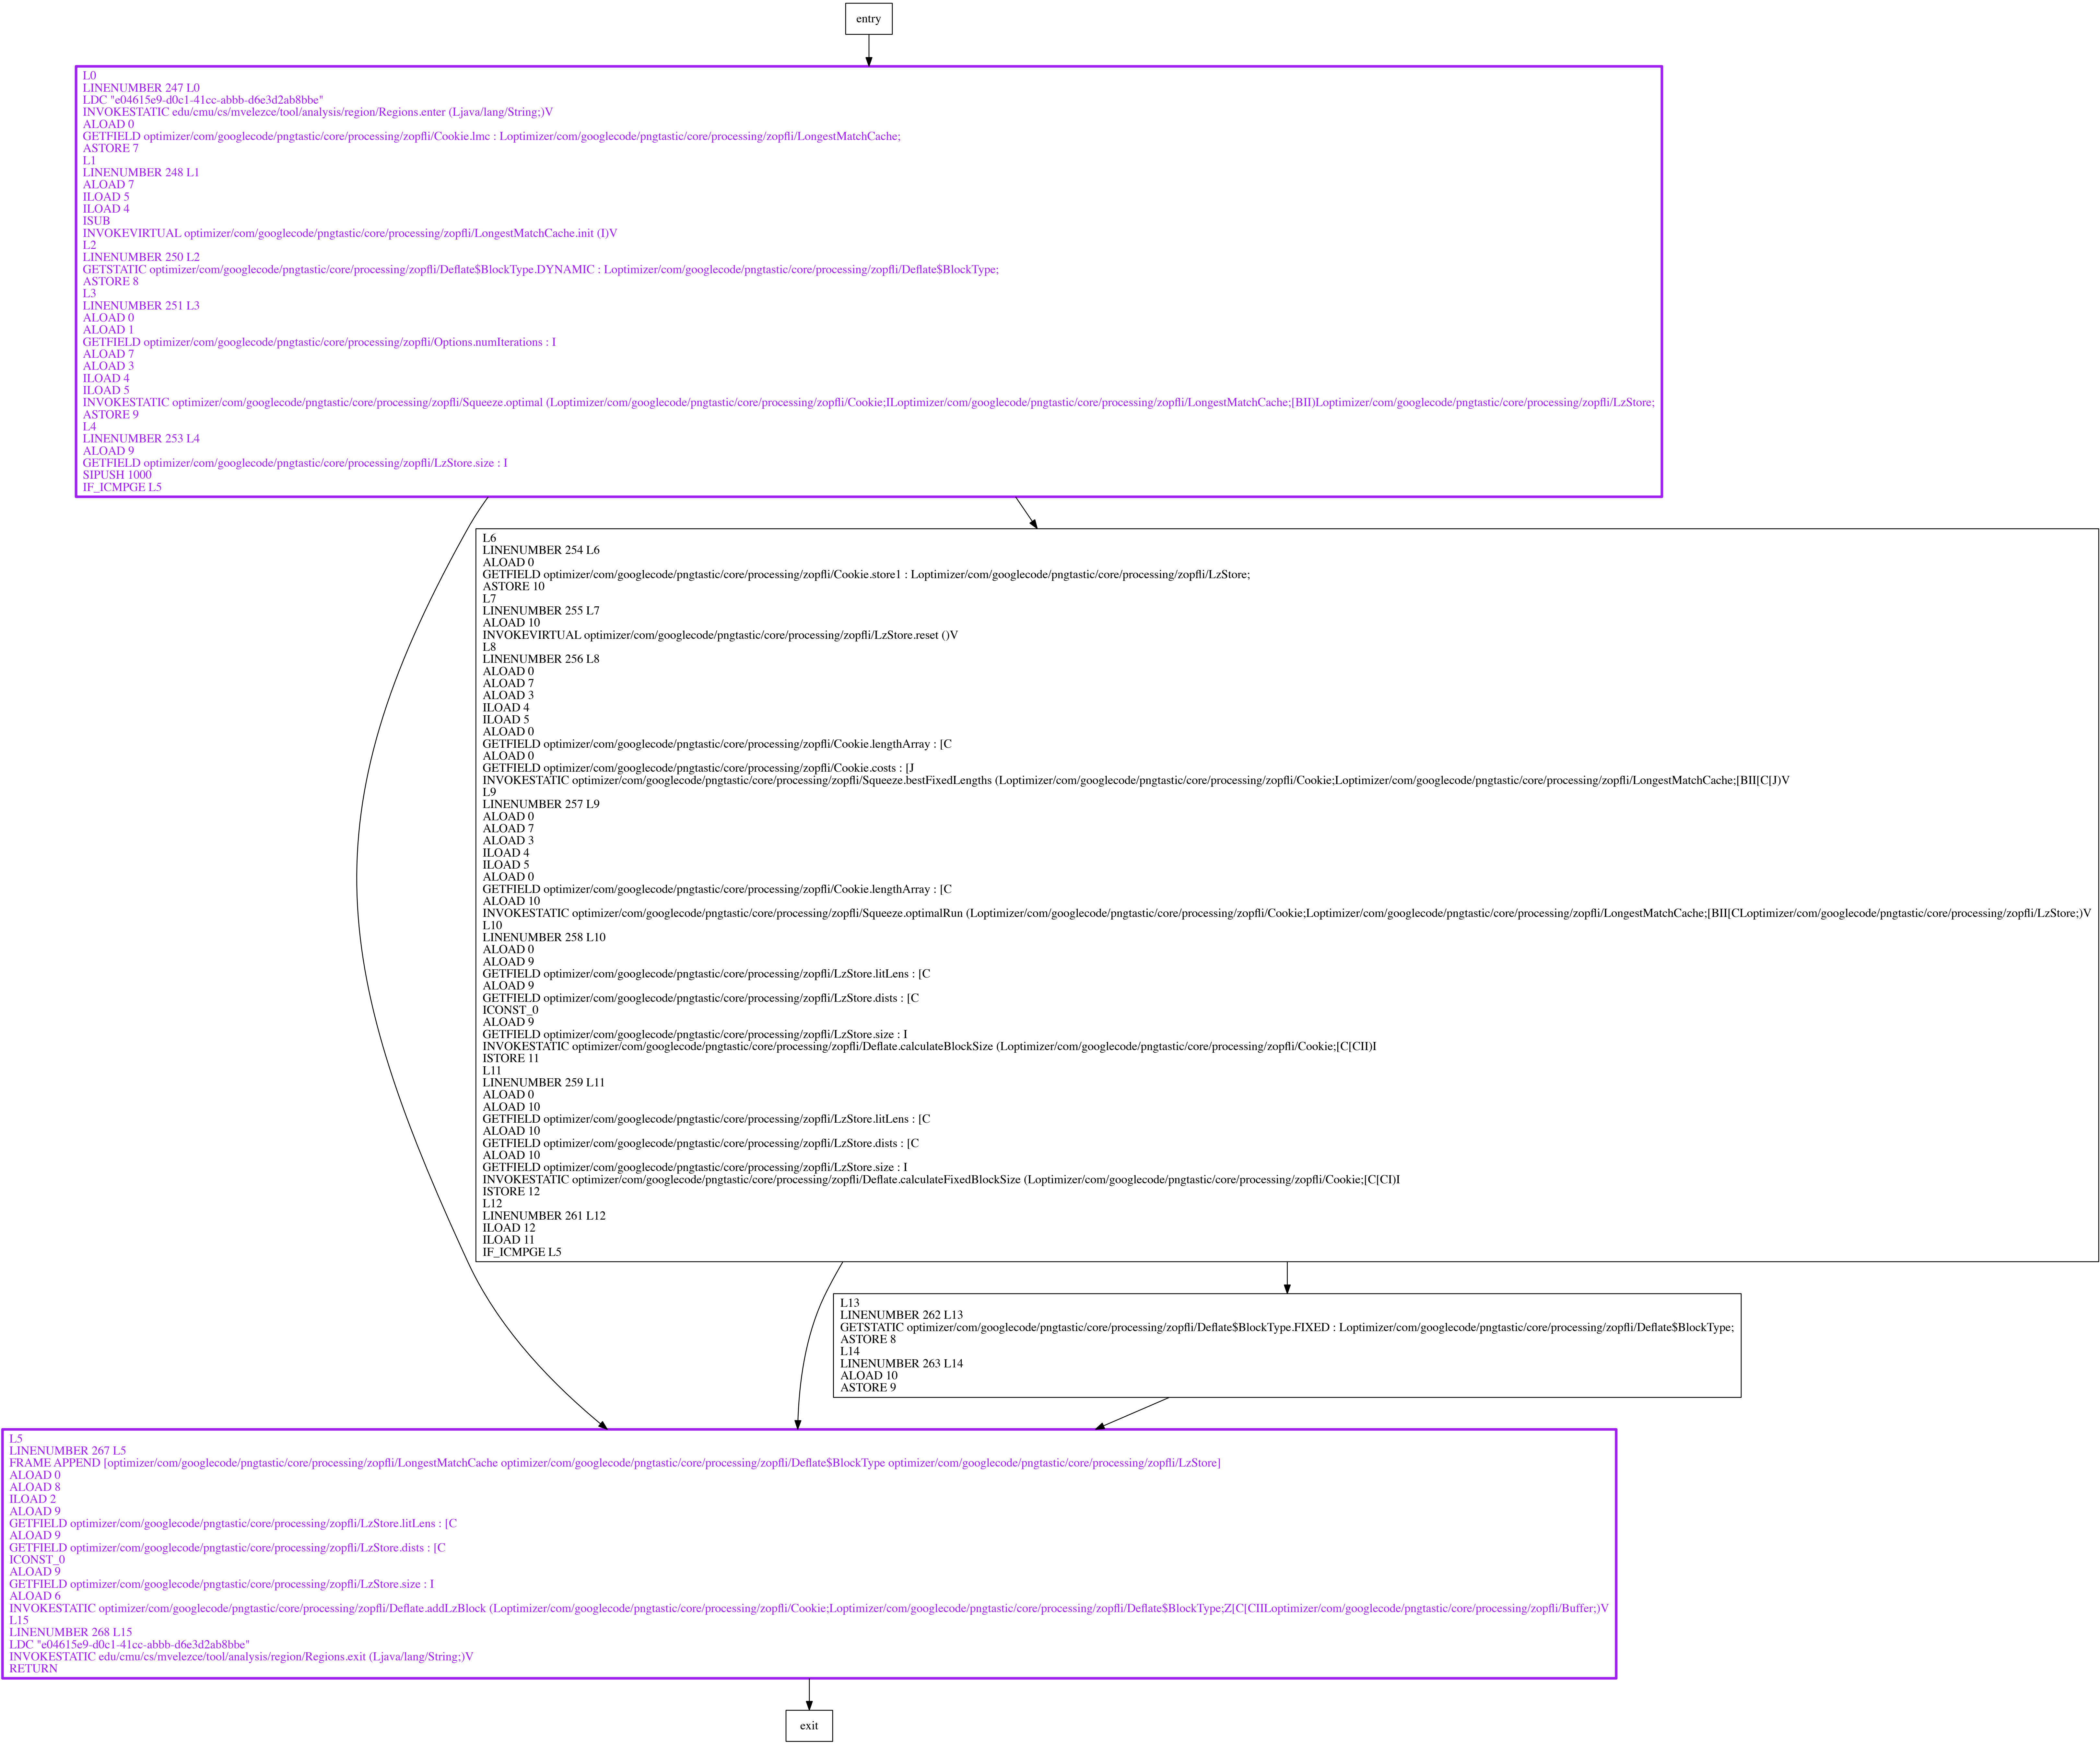 entry
L0
LINENUMBER 247 L0
LDC "e04615e9-d0c1-41cc-abbb-d6e3d2ab8bbe"
INVOKESTATIC edu/cmu/cs/mvelezce/tool/analysis/region/Regions.enter (Ljava/lang/String;)V
ALOAD 0
GETFIELD optimizer/com/googlecode/pngtastic/core/processing/zopfli/Cookie.lmc : Loptimizer/com/googlecode/pngtastic/core/processing/zopfli/LongestMatchCache;
ASTORE 7
L1
LINENUMBER 248 L1
ALOAD 7
ILOAD 5
ILOAD 4
ISUB
INVOKEVIRTUAL optimizer/com/googlecode/pngtastic/core/processing/zopfli/LongestMatchCache.init (I)V
L2
LINENUMBER 250 L2
GETSTATIC optimizer/com/googlecode/pngtastic/core/processing/zopfli/Deflate$BlockType.DYNAMIC : Loptimizer/com/googlecode/pngtastic/core/processing/zopfli/Deflate$BlockType;
ASTORE 8
L3
LINENUMBER 251 L3
ALOAD 0
ALOAD 1
GETFIELD optimizer/com/googlecode/pngtastic/core/processing/zopfli/Options.numIterations : I
ALOAD 7
ALOAD 3
ILOAD 4
ILOAD 5
INVOKESTATIC optimizer/com/googlecode/pngtastic/core/processing/zopfli/Squeeze.optimal (Loptimizer/com/googlecode/pngtastic/core/processing/zopfli/Cookie;ILoptimizer/com/googlecode/pngtastic/core/processing/zopfli/LongestMatchCache;[BII)Loptimizer/com/googlecode/pngtastic/core/processing/zopfli/LzStore;
ASTORE 9
L4
LINENUMBER 253 L4
ALOAD 9
GETFIELD optimizer/com/googlecode/pngtastic/core/processing/zopfli/LzStore.size : I
SIPUSH 1000
IF_ICMPGE L5
L6
LINENUMBER 254 L6
ALOAD 0
GETFIELD optimizer/com/googlecode/pngtastic/core/processing/zopfli/Cookie.store1 : Loptimizer/com/googlecode/pngtastic/core/processing/zopfli/LzStore;
ASTORE 10
L7
LINENUMBER 255 L7
ALOAD 10
INVOKEVIRTUAL optimizer/com/googlecode/pngtastic/core/processing/zopfli/LzStore.reset ()V
L8
LINENUMBER 256 L8
ALOAD 0
ALOAD 7
ALOAD 3
ILOAD 4
ILOAD 5
ALOAD 0
GETFIELD optimizer/com/googlecode/pngtastic/core/processing/zopfli/Cookie.lengthArray : [C
ALOAD 0
GETFIELD optimizer/com/googlecode/pngtastic/core/processing/zopfli/Cookie.costs : [J
INVOKESTATIC optimizer/com/googlecode/pngtastic/core/processing/zopfli/Squeeze.bestFixedLengths (Loptimizer/com/googlecode/pngtastic/core/processing/zopfli/Cookie;Loptimizer/com/googlecode/pngtastic/core/processing/zopfli/LongestMatchCache;[BII[C[J)V
L9
LINENUMBER 257 L9
ALOAD 0
ALOAD 7
ALOAD 3
ILOAD 4
ILOAD 5
ALOAD 0
GETFIELD optimizer/com/googlecode/pngtastic/core/processing/zopfli/Cookie.lengthArray : [C
ALOAD 10
INVOKESTATIC optimizer/com/googlecode/pngtastic/core/processing/zopfli/Squeeze.optimalRun (Loptimizer/com/googlecode/pngtastic/core/processing/zopfli/Cookie;Loptimizer/com/googlecode/pngtastic/core/processing/zopfli/LongestMatchCache;[BII[CLoptimizer/com/googlecode/pngtastic/core/processing/zopfli/LzStore;)V
L10
LINENUMBER 258 L10
ALOAD 0
ALOAD 9
GETFIELD optimizer/com/googlecode/pngtastic/core/processing/zopfli/LzStore.litLens : [C
ALOAD 9
GETFIELD optimizer/com/googlecode/pngtastic/core/processing/zopfli/LzStore.dists : [C
ICONST_0
ALOAD 9
GETFIELD optimizer/com/googlecode/pngtastic/core/processing/zopfli/LzStore.size : I
INVOKESTATIC optimizer/com/googlecode/pngtastic/core/processing/zopfli/Deflate.calculateBlockSize (Loptimizer/com/googlecode/pngtastic/core/processing/zopfli/Cookie;[C[CII)I
ISTORE 11
L11
LINENUMBER 259 L11
ALOAD 0
ALOAD 10
GETFIELD optimizer/com/googlecode/pngtastic/core/processing/zopfli/LzStore.litLens : [C
ALOAD 10
GETFIELD optimizer/com/googlecode/pngtastic/core/processing/zopfli/LzStore.dists : [C
ALOAD 10
GETFIELD optimizer/com/googlecode/pngtastic/core/processing/zopfli/LzStore.size : I
INVOKESTATIC optimizer/com/googlecode/pngtastic/core/processing/zopfli/Deflate.calculateFixedBlockSize (Loptimizer/com/googlecode/pngtastic/core/processing/zopfli/Cookie;[C[CI)I
ISTORE 12
L12
LINENUMBER 261 L12
ILOAD 12
ILOAD 11
IF_ICMPGE L5
L13
LINENUMBER 262 L13
GETSTATIC optimizer/com/googlecode/pngtastic/core/processing/zopfli/Deflate$BlockType.FIXED : Loptimizer/com/googlecode/pngtastic/core/processing/zopfli/Deflate$BlockType;
ASTORE 8
L14
LINENUMBER 263 L14
ALOAD 10
ASTORE 9
L5
LINENUMBER 267 L5
FRAME APPEND [optimizer/com/googlecode/pngtastic/core/processing/zopfli/LongestMatchCache optimizer/com/googlecode/pngtastic/core/processing/zopfli/Deflate$BlockType optimizer/com/googlecode/pngtastic/core/processing/zopfli/LzStore]
ALOAD 0
ALOAD 8
ILOAD 2
ALOAD 9
GETFIELD optimizer/com/googlecode/pngtastic/core/processing/zopfli/LzStore.litLens : [C
ALOAD 9
GETFIELD optimizer/com/googlecode/pngtastic/core/processing/zopfli/LzStore.dists : [C
ICONST_0
ALOAD 9
GETFIELD optimizer/com/googlecode/pngtastic/core/processing/zopfli/LzStore.size : I
ALOAD 6
INVOKESTATIC optimizer/com/googlecode/pngtastic/core/processing/zopfli/Deflate.addLzBlock (Loptimizer/com/googlecode/pngtastic/core/processing/zopfli/Cookie;Loptimizer/com/googlecode/pngtastic/core/processing/zopfli/Deflate$BlockType;Z[C[CIILoptimizer/com/googlecode/pngtastic/core/processing/zopfli/Buffer;)V
L15
LINENUMBER 268 L15
LDC "e04615e9-d0c1-41cc-abbb-d6e3d2ab8bbe"
INVOKESTATIC edu/cmu/cs/mvelezce/tool/analysis/region/Regions.exit (Ljava/lang/String;)V
RETURN
exit